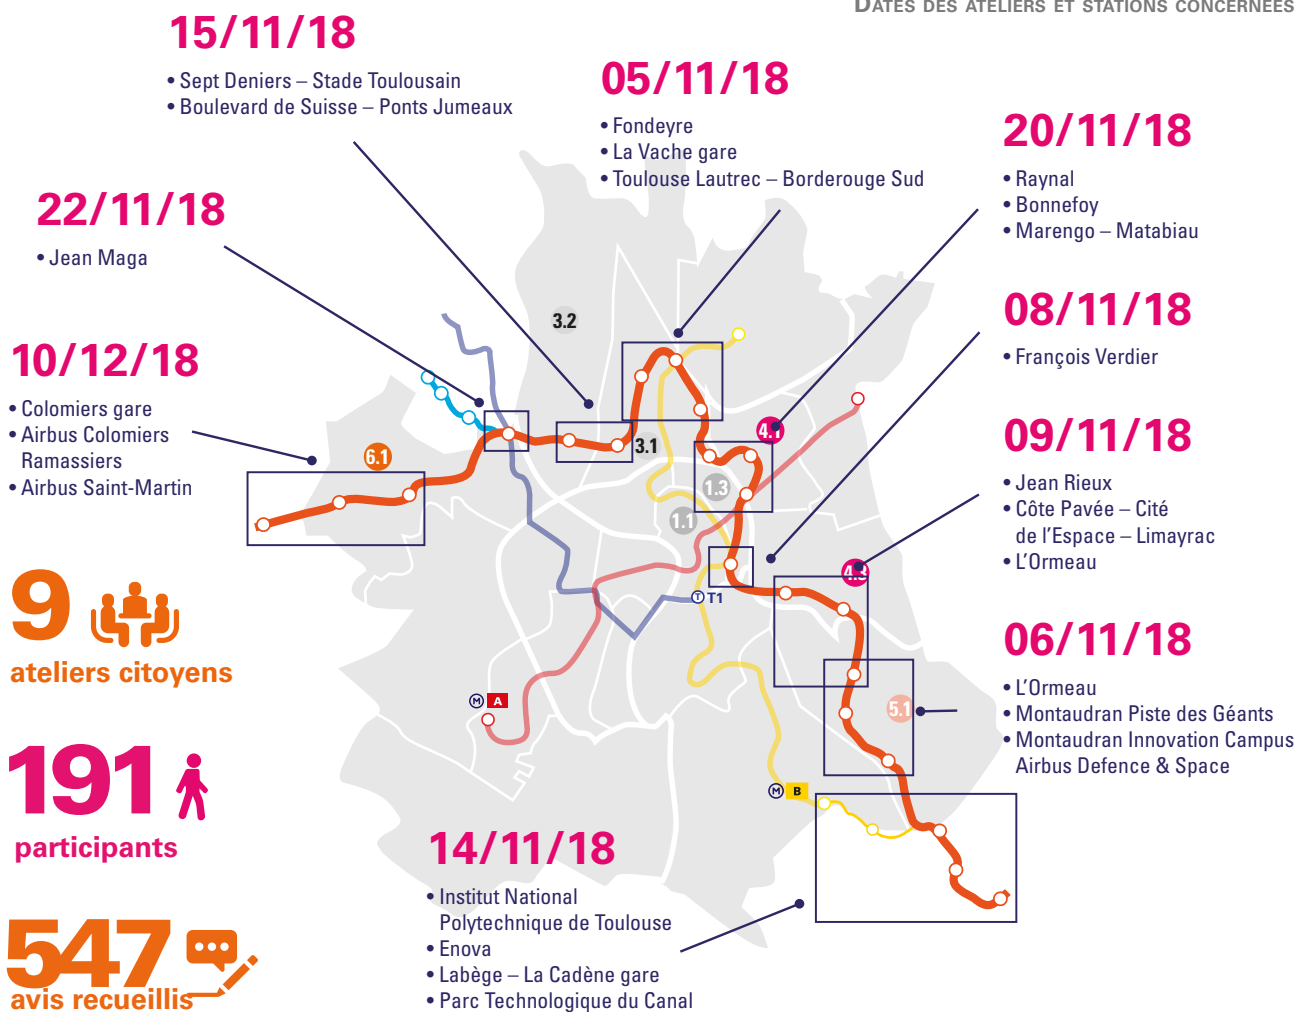 DATES DES ATELIERS ET STATIONS CONCERNÉES
15/11/18
• Sept Deniers – Stade Toulousain
• Boulevard de Suisse – Ponts Jumeaux
05/11/18
• Fondeyre
• La Vache gare
• Toulouse Lautrec – Borderouge Sud
20/11/18
• Raynal
• Bonnefoy
• Marengo – Matabiau
22/11/18
• Jean Maga
08/11/18
• François Verdier
10/12/18
• Colomiers gare
• Airbus Colomiers
Ramassiers
• Airbus Saint-Martin
09/11/18
• Jean Rieux
• Côte Pavée – Cité
de l'Espace – Limayrac
• L'Ormeau
06/11/18
• L'Ormeau
• Montaudran Piste des Géants
• Montaudran Innovation Campus
Airbus Defence & Space
14/11/18
• Institut National
Polytechnique de Toulouse
• Enova
• Labège – La Cadène gare
• Parc Technologique du Canal
3.2
3.1
4.1
6.1
1.3
1.1
4.3
5.1
T T1
M A
M B
9
ateliers citoyens
191
participants
547
avis recueillis